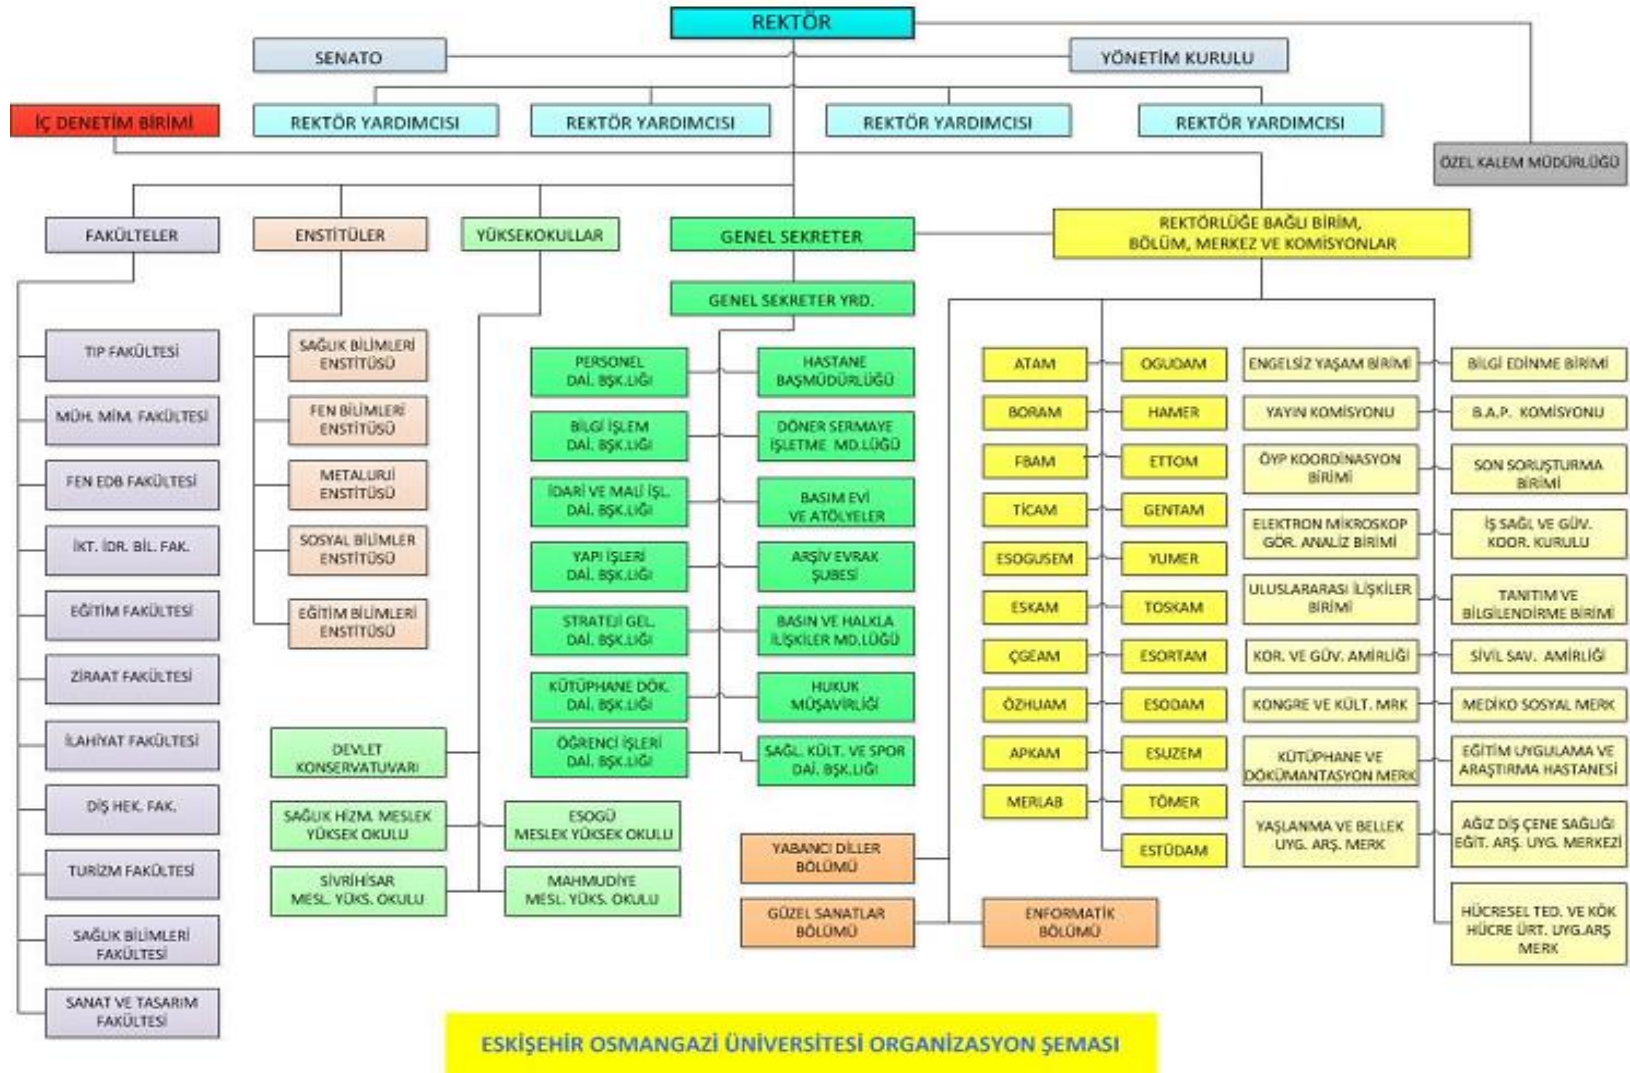 REKTÖR
SENATO
YÖNETİM KURULU
İÇ DENETİM BİRİMİ
REKTÖR YARDIMCISI
REKTÖR YARDIMCISI
REKTÖR YARDIMCISI
REKTÖR YARDIMCISI
ÖZEL KALEM MÜDÜRLÜĞÜ
FAKÜLTELER
ENSTİTÜLER
YÜKSEKOKULLAR
GENEL SEKRETER
REKTÖRLÜĞE BAĞLI BİRİM,
BÖLÜM, MERKEZ VE KOMİSYONLAR
GENEL SEKRETER YRD.
TIP FAKÜLTESİ
MÜH. MİM. FAKÜLTESİ
FEN EDB FAKÜLTESİ
İKT. İDR. BİL. FAK.
EĞİTİM FAKÜLTESİ
ZİRAAT FAKÜLTESİ
İLAHİYAT FAKÜLTESİ
DİŞ HEK. FAK.
TURİZM FAKÜLTESİ
SAĞLIK BİLİMLERİ
FAKÜLTESİ
SANAT VE TASARIM
FAKÜLTESİ
SAĞLIK BİLİMLERİ
ENSTİTÜSÜ
FEN BİLİMLERİ
ENSTİTÜSÜ
METALURJİ
ENSTİTÜSÜ
SOSYAL BİLİMLER
ENSTİTÜSÜ
EĞİTİM BİLİMLERİ
ENSTİTÜSÜ
DEVLET
KONSERVATUVARI
SAĞLIK HİZM. MESLEK
YÜKSEK OKULU
ESOGÜ
MESLEK YÜKSEK OKULU
SİVRİHİSAR
MESL. YÜKS. OKULU
MAHMUDİYE
MESL. YÜKS. OKULU
PERSONEL
DAİ. BŞK.LIĞI
HASTANE
BAŞMÜDÜRLÜĞÜ
BİLGİ İŞLEM
DAİ. BŞK.LIĞI
DÖNER SERMAYE
İŞLETME MD.LÜĞÜ
İDARİ VE MALİ İŞL.
DAİ. BŞK.LIĞI
BASIM EVİ
VE ATÖLYELER
YAPI İŞLERİ
DAİ. BŞK.LIĞI
ARŞİV EVRAK
ŞUBESİ
STRATEJİ GEL.
DAİ. BŞK.LIĞI
BASIN VE HALKLA
İLİŞKİLER MD.LÜĞÜ
KÜTÜPHANE DÖK.
DAİ. BŞK.LIĞI
HUKUK
MÜŞAVİRLİĞİ
ÖĞRENCİ İŞLERİ
DAİ. BŞK.LIĞI
SAĞL. KÜLT. VE SPOR
DAİ. BŞK.LIĞI
YABANCI DİLLER
BÖLÜMÜ
GÜZEL SANATLAR
BÖLÜMÜ
ENFORMATİK
BÖLÜMÜ
ATAM
OGUDAM
BORAM
HAMER
FBAM
ETTOM
TİCAM
GENTAM
ESOGUSEM
YUMER
ESKAM
TOSKAM
ÇGEAM
ESORTAM
ÖZHUAM
ESODAM
APKAM
ESUZEM
MERLAB
TÖMER
ESTÜDAM
ENGELSİZ YAŞAM BİRİMİ
BİLGİ EDİNME BİRİMİ
YAYIN KOMİSYONU
B.A.P. KOMİSYONU
ÖYP KOORDİNASYON
BİRİMİ
SON SORUŞTURMA
BİRİMİ
ELEKTRON MİKROSKOP
GÖR. ANALİZ BİRİMİ
İŞ SAĞL VE GÜV.
KOOR. KURULU
ULUSLARARASI İLİŞKİLER
BİRİMİ
TANITIM VE
BİLGİLENDİRME BİRİMİ
KOR. VE GÜV. AMİRLİĞİ
SİVİL SAV. AMİRLİĞİ
KONGRE VE KÜLT. MRK
MEDİKO SOSYAL MERK
KÜTÜPHANE VE
DÖKÜMANTASYON MERK
EĞİTİM UYGULAMA VE
ARAŞTIRMA HASTANESİ
YAŞLANMA VE BELLEK
UYG. ARŞ. MERK
AĞIZ DİŞ ÇENE SAĞLIĞI
EĞİT. ARŞ. UYG. MERKEZİ
HÜCRESEL TED. VE KÖK
HÜCRE ÜRT. UYG.ARŞ
MERK
ESKİŞEHİR OSMANGAZİ ÜNİVERSİTESİ ORGANİZASYON ŞEMASI